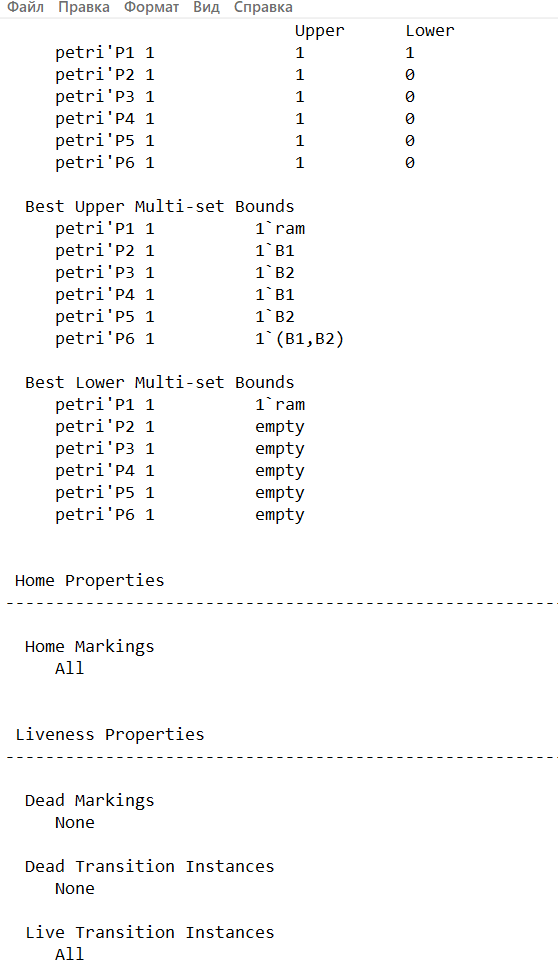 Файл Правка Формат Вид Справка
Upper Lower
petri'P1 1 1 1
petri'P2 1 1 0
petri'P3 1 1 0
petri'P4 1 1 0
petri'P5 1 1 0
petri'P6 1 1 0
Best Upper Multi-set Bounds
petri'P1 1 1`ram
petri'P2 1 1`B1
petri'P3 1 1`B2
petri'P4 1 1`B1
petri'P5 1 1`B2
petri'P6 1 1`(B1,B2)
Best Lower Multi-set Bounds
petri'P1 1 1`ram
petri'P2 1 empty
petri'P3 1 empty
petri'P4 1 empty
petri'P5 1 empty
petri'P6 1 empty
Home Properties
-------------------------------------------------------
Home Markings
All
Liveness Properties
-------------------------------------------------------
Dead Markings
None
Dead Transition Instances
None
Live Transition Instances
All